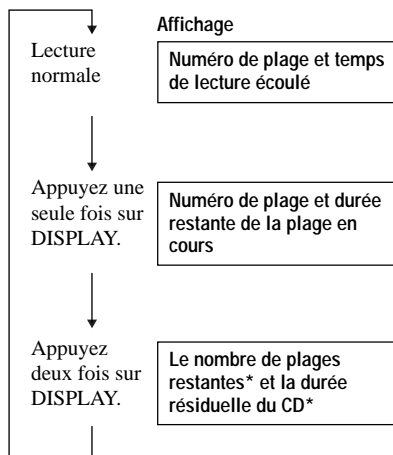 Affichage
Lecture
normale
Numéro de plage et temps
de lecture écoulé
Appuyez une
seule fois sur
DISPLAY.
Numéro de plage et durée
restante de la plage en
cours
Appuyez
deux fois sur
DISPLAY.
Le nombre de plages
restantes* et la durée
résiduelle du CD*